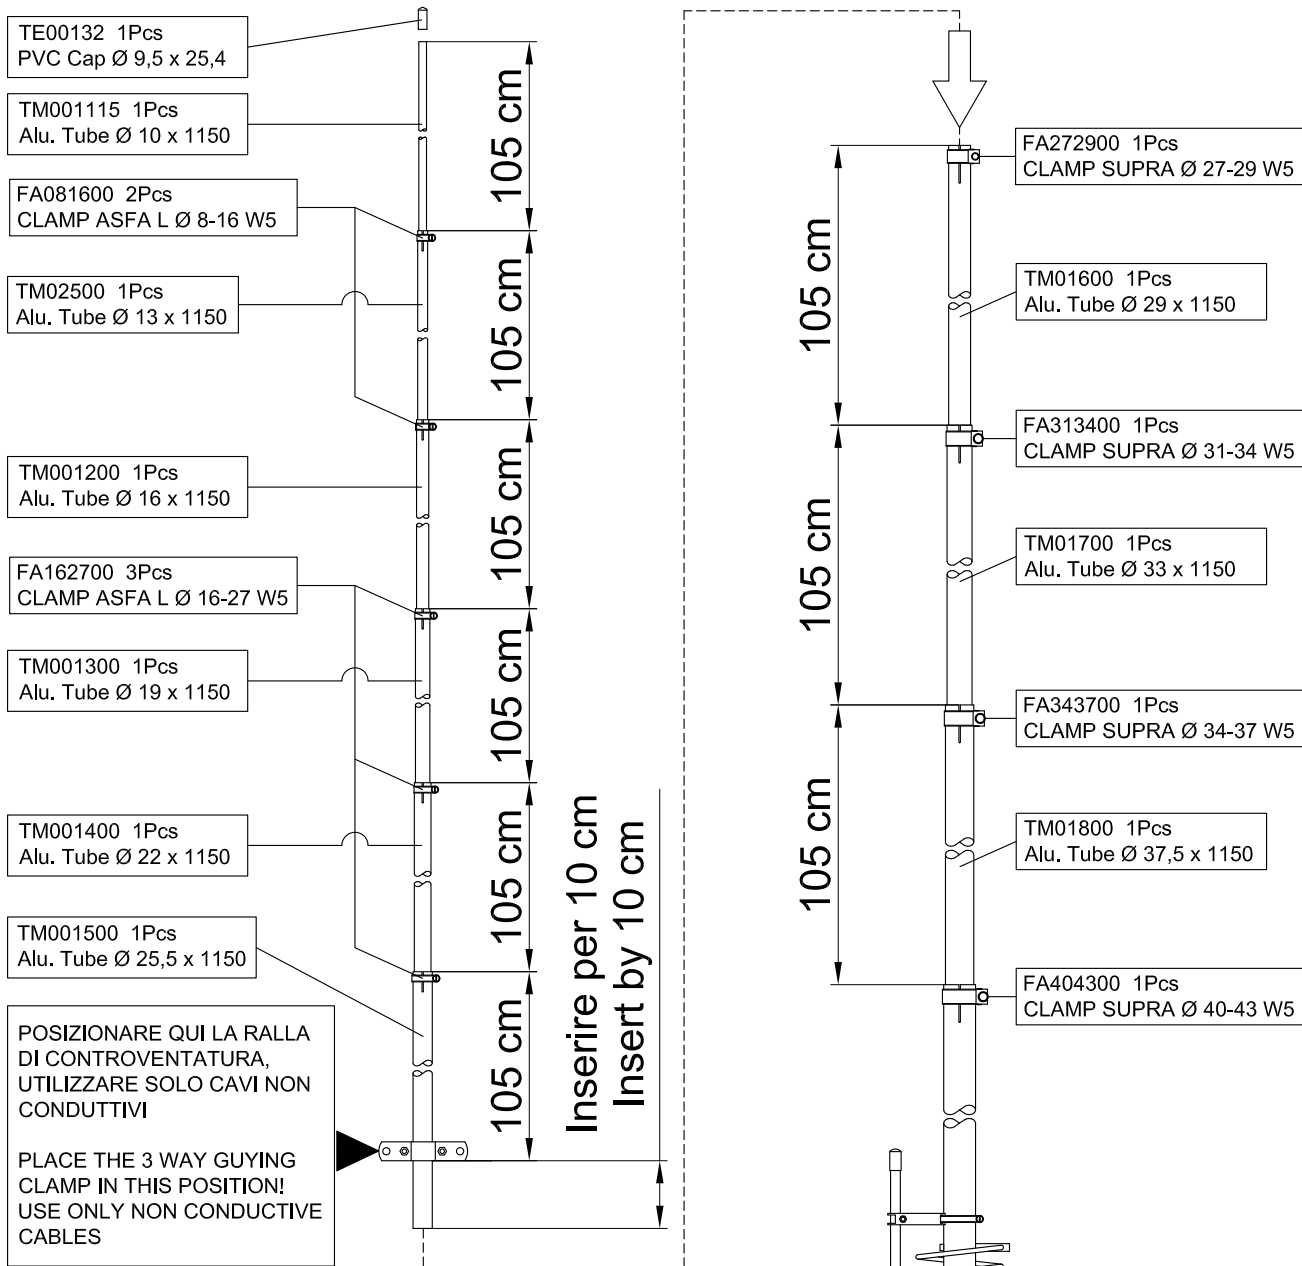 TE00132 1Pcs
PVC Cap Ø 9,5 x 25,4
TM001115 1Pcs
Alu. Tube Ø 10 x 1150
FA081600 2Pcs
CLAMP ASFA L Ø 8-16 W5
TM02500 1Pcs
Alu. Tube Ø 13 x 1150
TM001200 1Pcs
Alu. Tube Ø 16 x 1150
FA162700 3Pcs
CLAMP ASFA L Ø 16-27 W5
TM001300 1Pcs
Alu. Tube Ø 19 x 1150
TM001400 1Pcs
Alu. Tube Ø 22 x 1150
TM001500 1Pcs
Alu. Tube Ø 25,5 x 1150
POSIZIONARE QUI LA RALLA
DI CONTROVENTATURA,
UTILIZZARE SOLO CAVI NON
CONDUTTIVI
PLACE THE 3 WAY GUYING
CLAMP IN THIS POSITION!
USE ONLY NON CONDUCTIVE
CABLES
105 cm
105 cm
105 cm
105 cm
105 cm
105 cm
Inserire per 10 cm
Insert by 10 cm
105 cm
105 cm
105 cm
FA272900 1Pcs
CLAMP SUPRA Ø 27-29 W5
TM01600 1Pcs
Alu. Tube Ø 29 x 1150
FA313400 1Pcs
CLAMP SUPRA Ø 31-34 W5
TM01700 1Pcs
Alu. Tube Ø 33 x 1150
FA343700 1Pcs
CLAMP SUPRA Ø 34-37 W5
TM01800 1Pcs
Alu. Tube Ø 37,5 x 1150
FA404300 1Pcs
CLAMP SUPRA Ø 40-43 W5